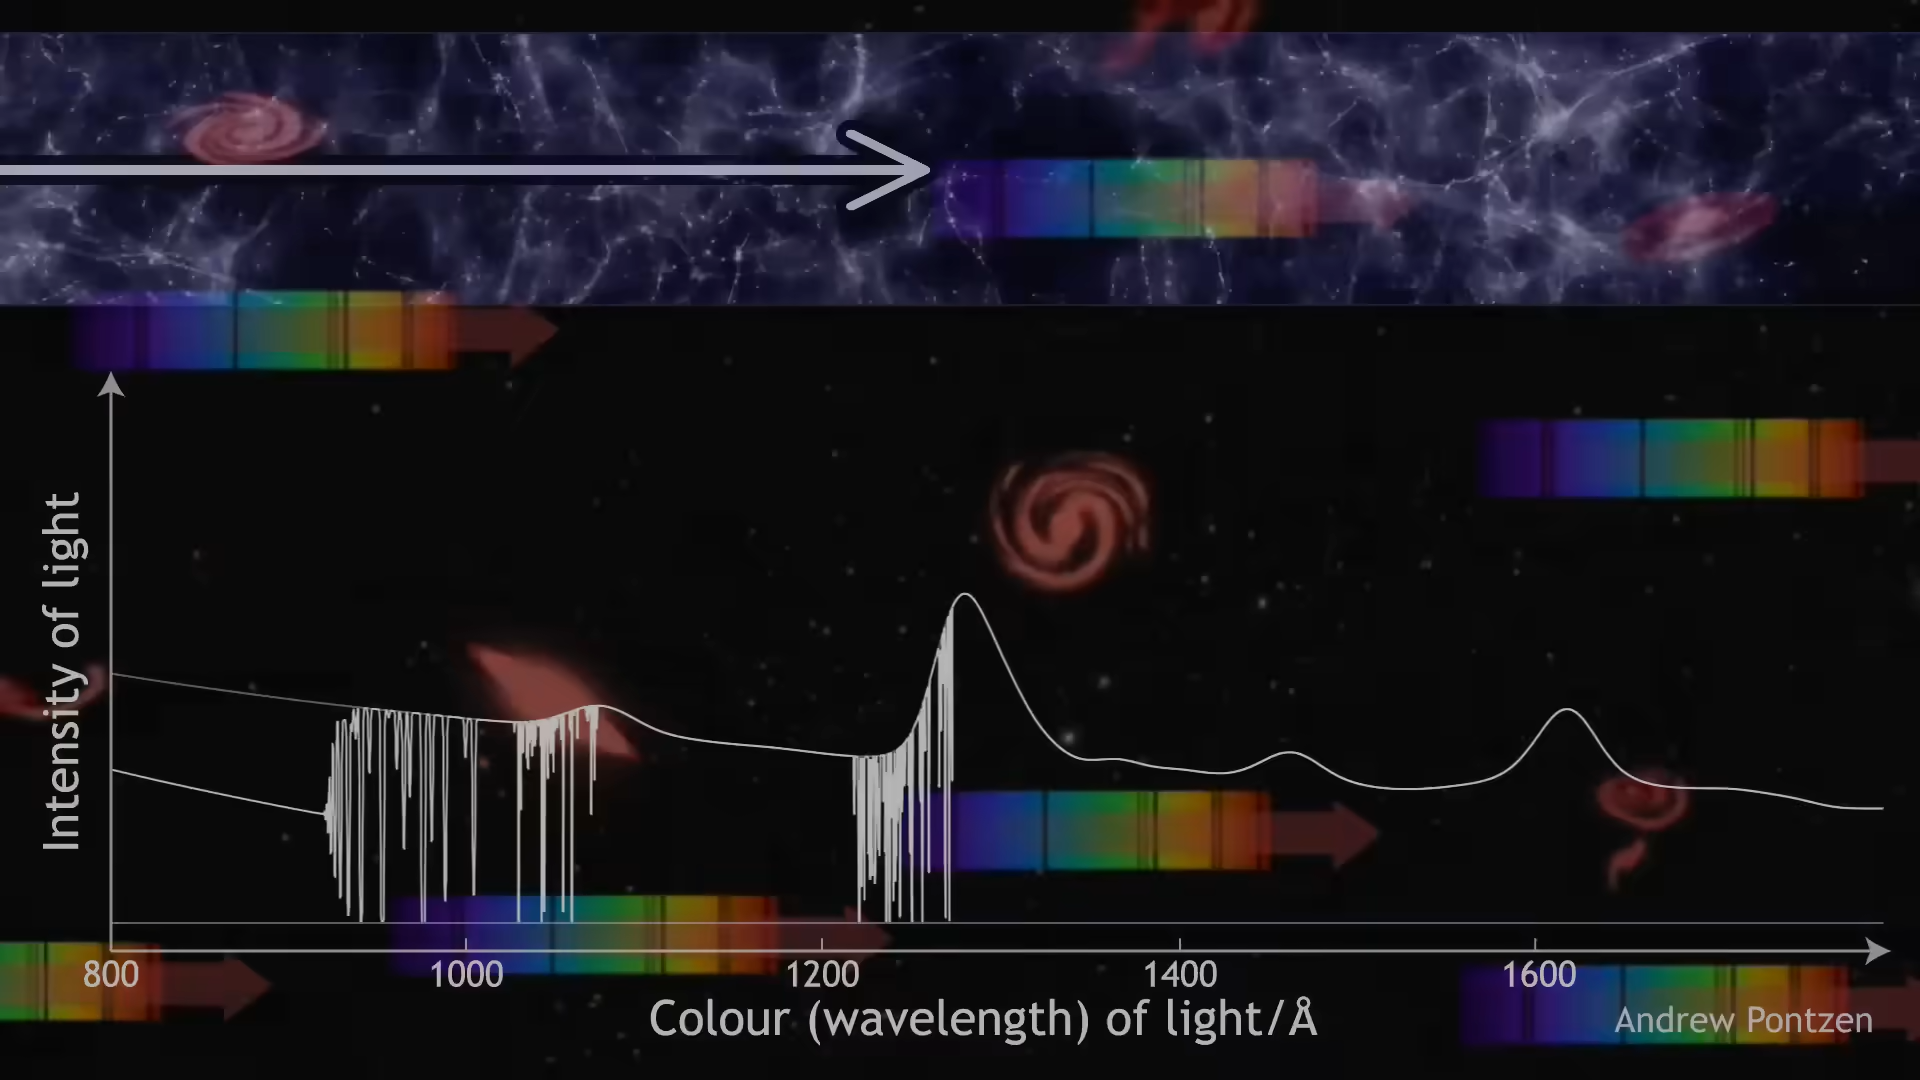 Intensity of light
800 1000 1200 1400 1600
Colour (wavelength) of light/Å
Andrew Pontzen